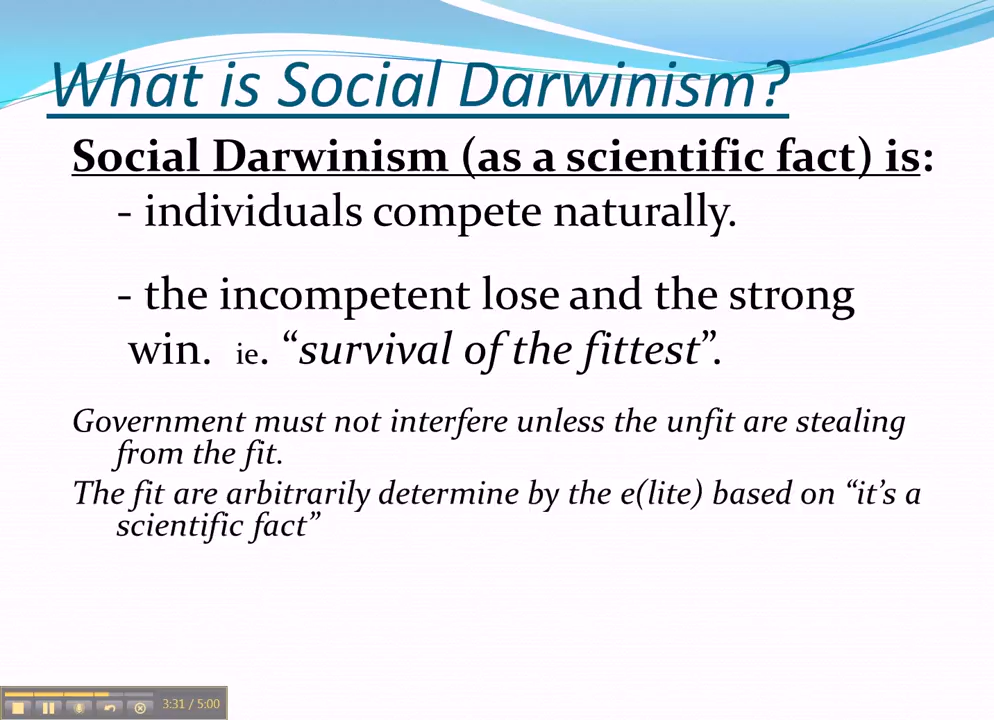 What is Social Darwinism?
Social Darwinism (as a scientific fact) is:
- individuals compete naturally.
- the incompetent lose and the strong
win. ie. “survival of the fittest”.
Government must not interfere unless the unfit are stealing
from the fit.
The fit are arbitrarily determine by the e(lite) based on “it’s a
scientific fact”
3:31 / 5:00